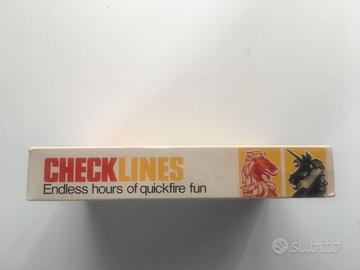 CHECKLINES
Endless hours of quickfire fun
subito